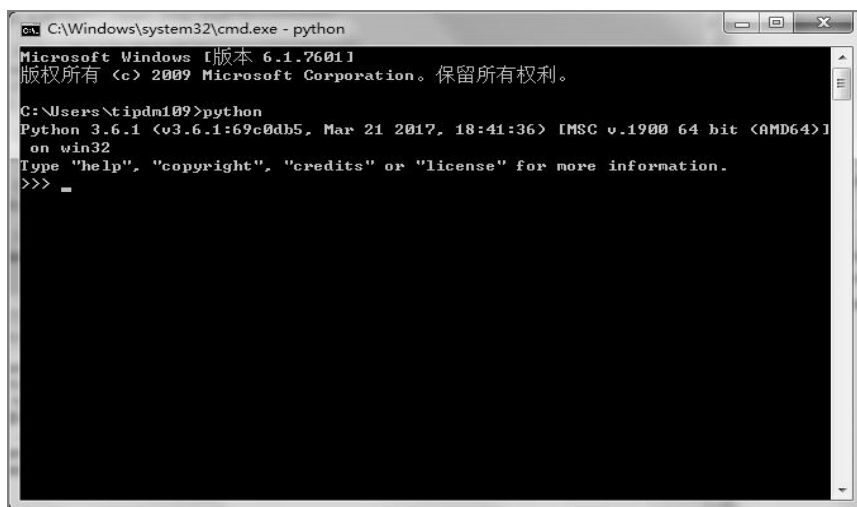 C:\Windows\system32\cmd.exe - python
Microsoft Windows [版本 6.1.7601]
版权所有 (c) 2009 Microsoft Corporation。保留所有权利。
C:\Users\tipdm109>python
Python 3.6.1 (v3.6.1:69c0db5, Mar 21 2017, 18:41:36) [MSC v.1900 64 bit (AMD64)]
 on win32
Type "help", "copyright", "credits" or "license" for more information.
>>> _